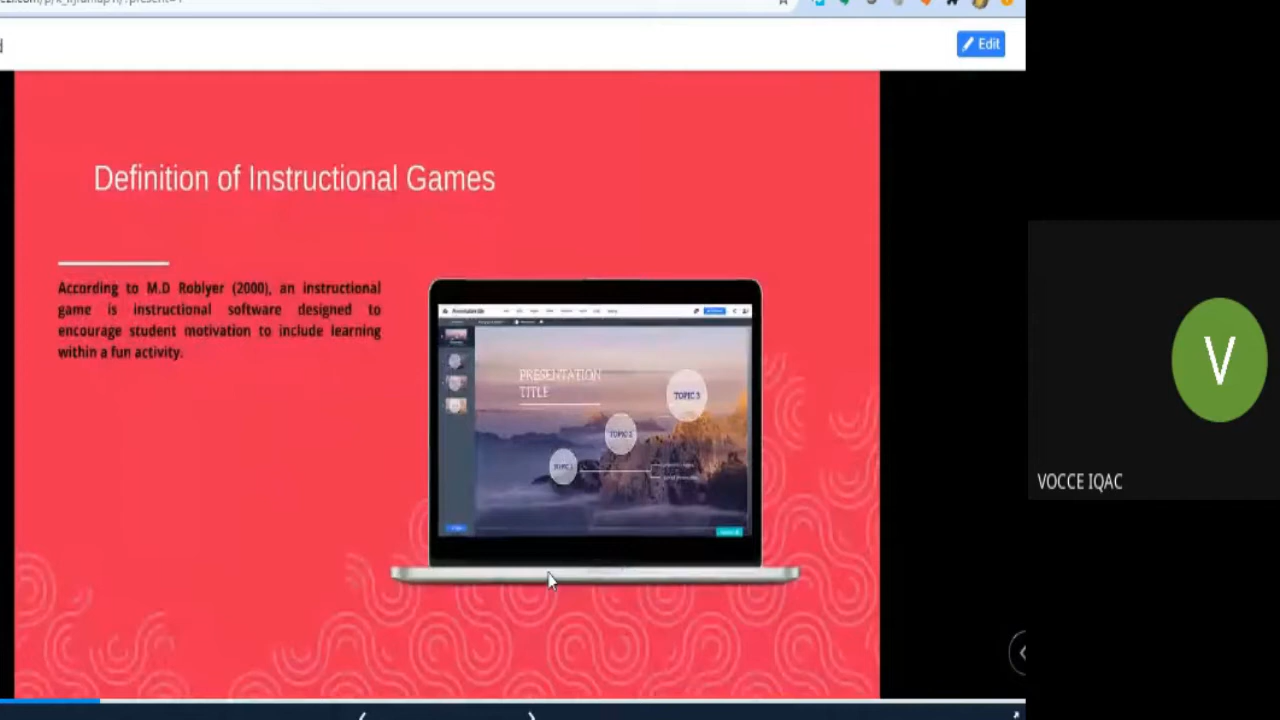 Edit
Definition of Instructional Games
According to M.D Roblyer (2000), an instructional
game is instructional software designed to
encourage student motivation to include learning
within a fun activity.
PRESENTATION
TITLE
TOPIC 3
TOPIC 2
TOPIC 1
V
VOCCE IQAC